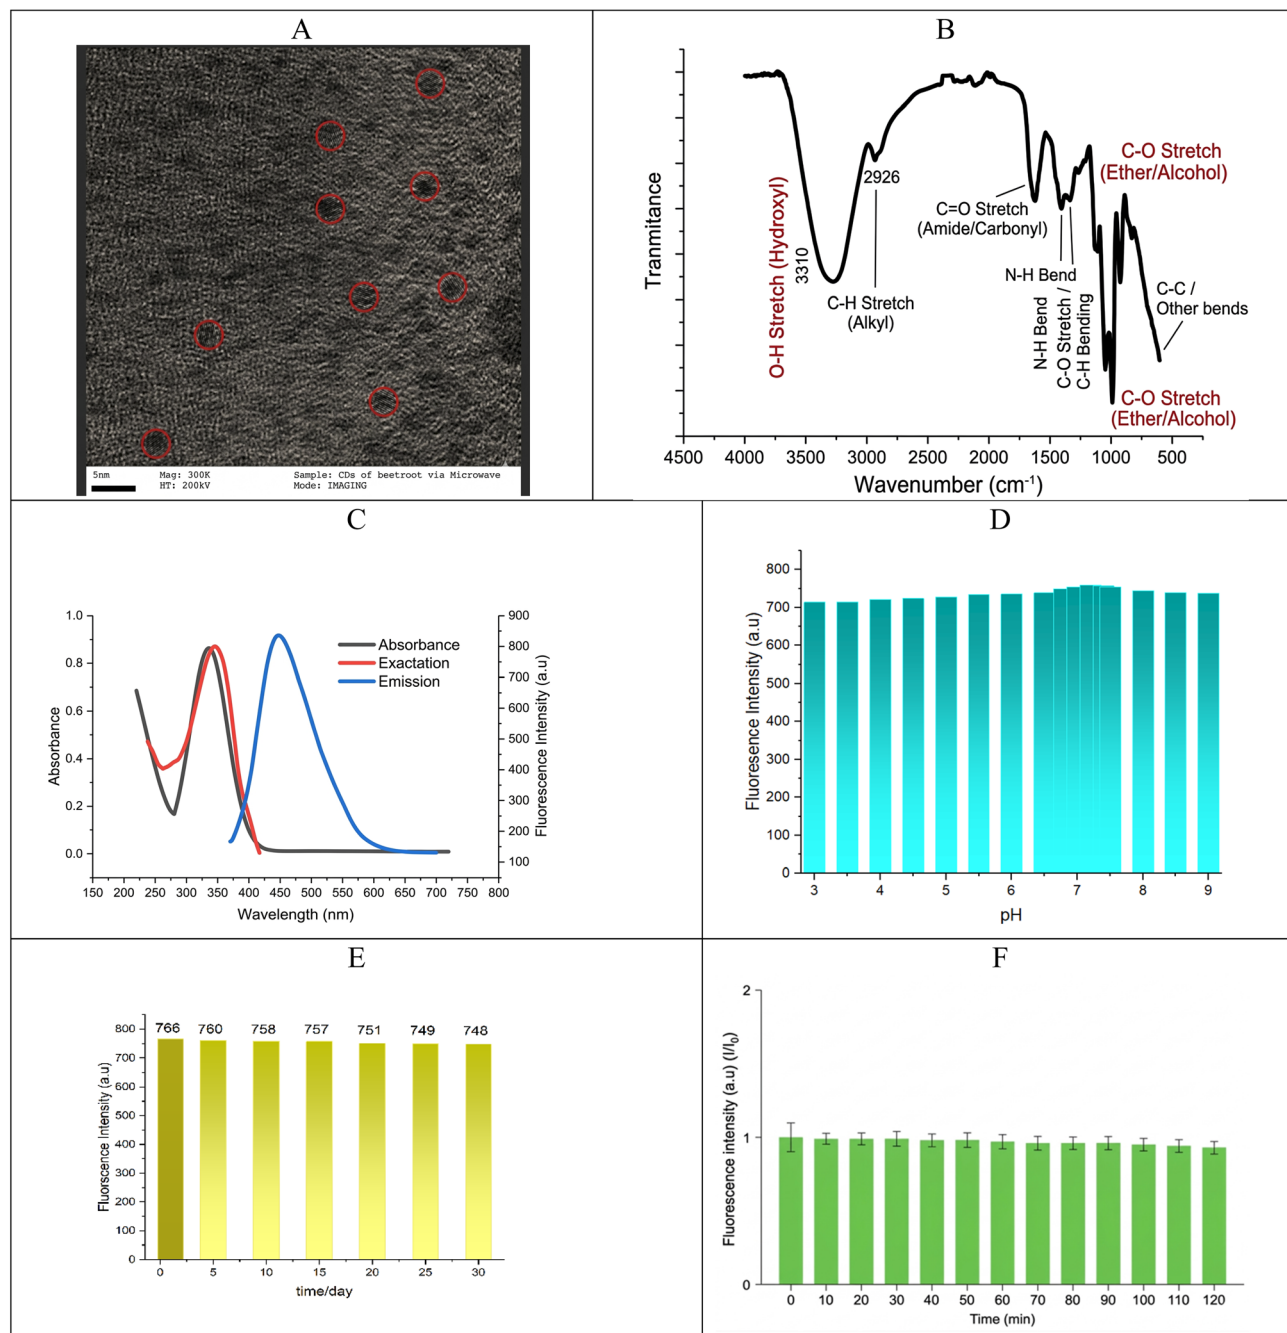 A
5nm
Mag: 300K
HT: 200kV
Sample: CDs of beetroot via Microwave
Mode: IMAGING
B
Tranmitance
O-H Stretch (Hydroxyl)
3310
2926
C-H Stretch
(Alkyl)
C=O Stretch
(Amide/Carbonyl)
N-H Bend
N-H Bend
C-O Stretch /
C-H Bending
C-O Stretch
(Ether/Alcohol)
C-C /
Other bends
C-O Stretch
(Ether/Alcohol)
4500 4000 3500 3000 2500 2000 1500 1000 500
Wavenumber (cm-1)
C
1.0
0.8
0.6
0.4
0.2
0.0
Absorbance
Absorbance
Exactation
Emission
900
800
700
600
500
400
300
200
100
Fluorescence Intensity (a.u)
150 200 250 300 350 400 450 500 550 600 650 700 750 800
Wavelength (nm)
D
800
700
600
500
400
300
200
100
0
Fluoresence Intensity (a.u)
3 4 5 6 7 8 9
pH
E
800
700
600
500
400
300
200
100
0
Fluorscence Intensity (a.u)
766 760 758 757 751 749 748
0 5 10 15 20 25 30
time/day
F
2
1
0
Fluorescence intensity (a.u) (I/I0)
0 10 20 30 40 50 60 70 80 90 100 110 120
Time (min)